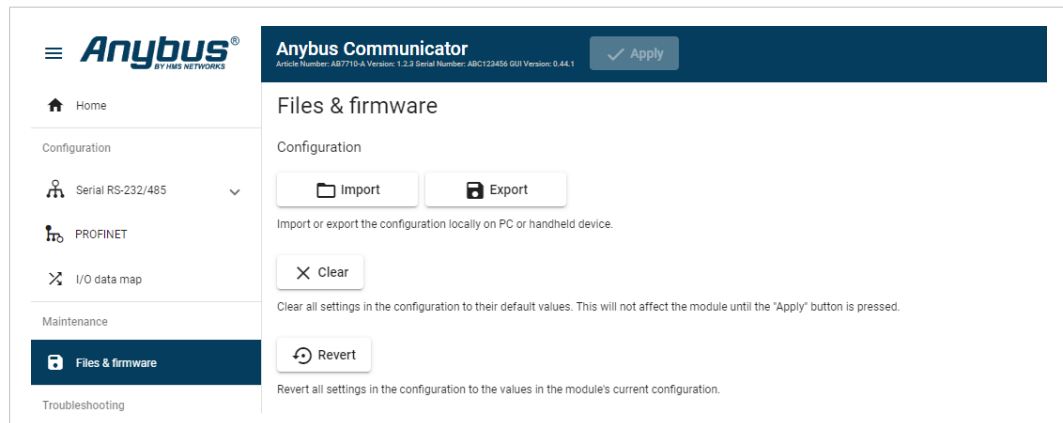 Anybus®
BY HMS NETWORKS
Home
Configuration
Serial RS-232/485
PROFINET
I/O data map
Maintenance
Files & firmware
Troubleshooting
Anybus Communicator
Article Number: AB7710-A Version: 1.2.3 Serial Number: ABC123456 GUI Version: 0.44.1
Apply
Files & firmware
Configuration
Import Export
Import or export the configuration locally on PC or handheld device.
Clear
Clear all settings in the configuration to their default values. This will not affect the module until the "Apply" button is pressed.
Revert
Revert all settings in the configuration to the values in the module's current configuration.